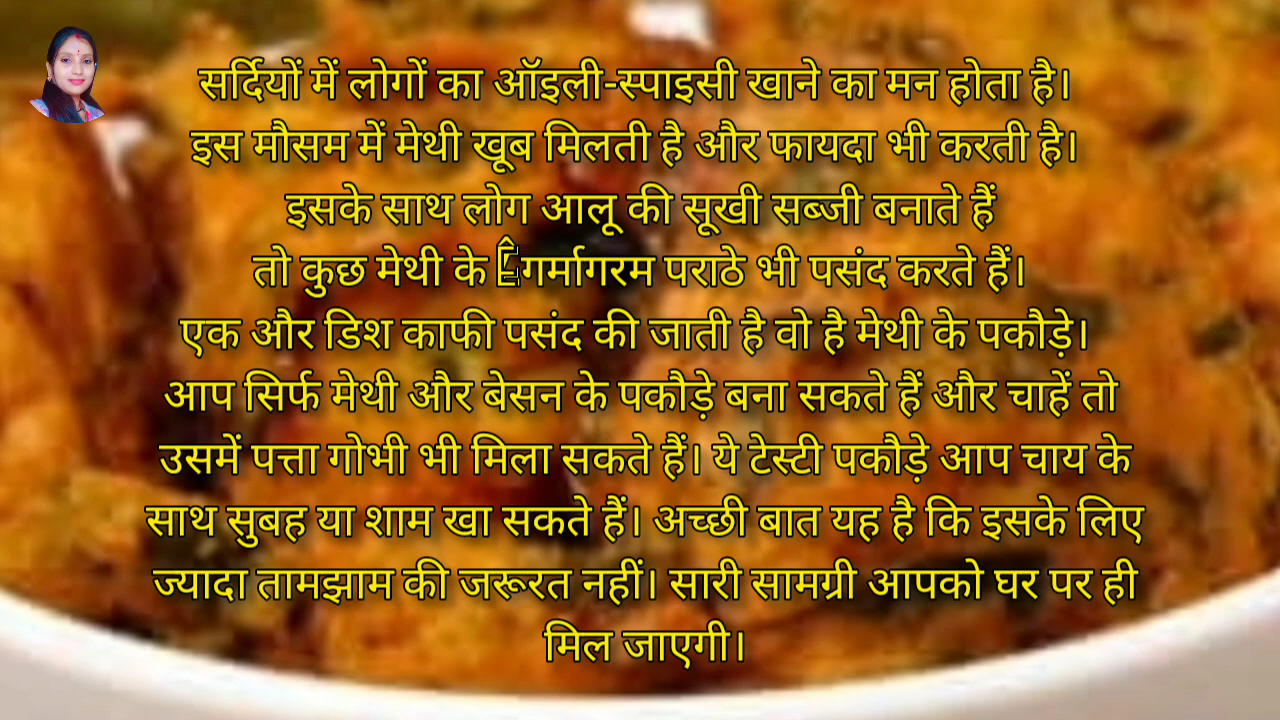 सर्दियों में लोगों का ऑइली-स्पाइसी खाने का मन होता है।
इस मौसम में मेथी खूब मिलती है और फायदा भी करती है।
इसके साथ लोग आलू की सूखी सब्जी बनाते हैं
तो कुछ मेथी के Ê गर्मागरम पराठे भी पसंद करते हैं।
एक और डिश काफी पसंद की जाती है वो है मेथी के पकौड़े।
आप सिर्फ मेथी और बेसन के पकौड़े बना सकते हैं और चाहें तो
उसमें पत्ता गोभी भी मिला सकते हैं। ये टेस्टी पकौड़े आप चाय के
साथ सुबह या शाम खा सकते हैं। अच्छी बात यह है कि इसके लिए
ज्यादा तामझाम की जरूरत नहीं। सारी सामग्री आपको घर पर ही
मिल जाएगी।